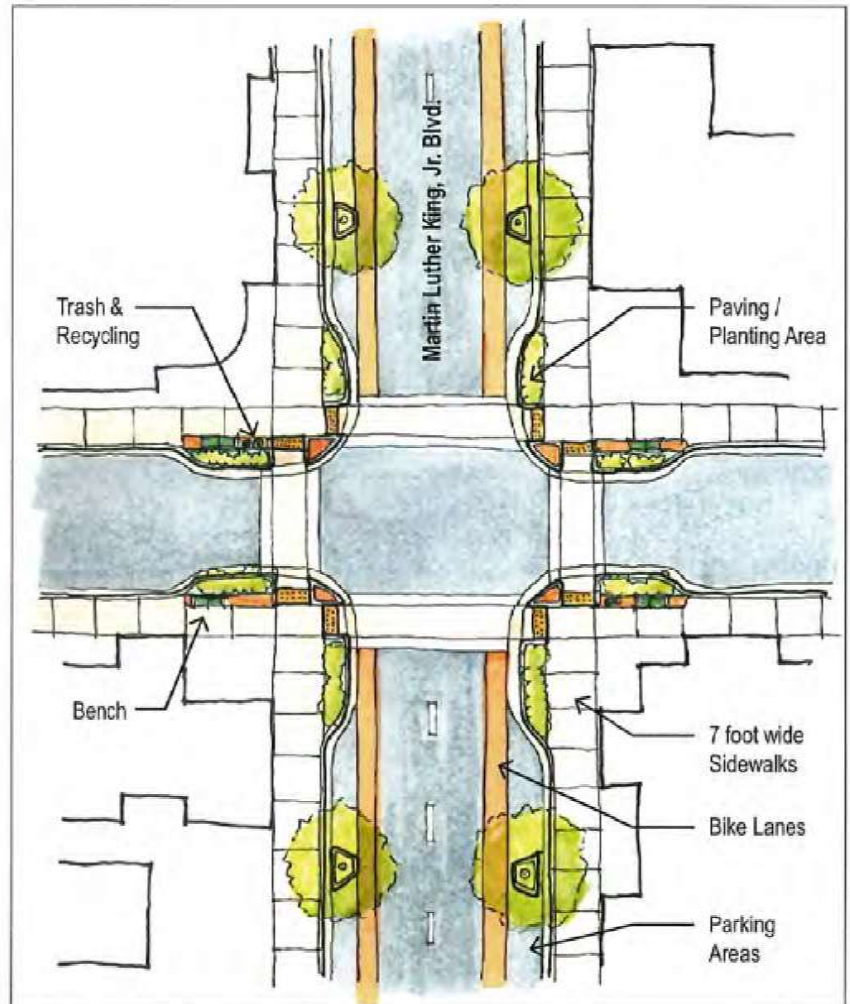 Martin Luther King, Jr. Blvd.
Trash &
Recycling
Paving /
Planting Area
Bench
7 foot wide
Sidewalks
Bike Lanes
Parking
Areas